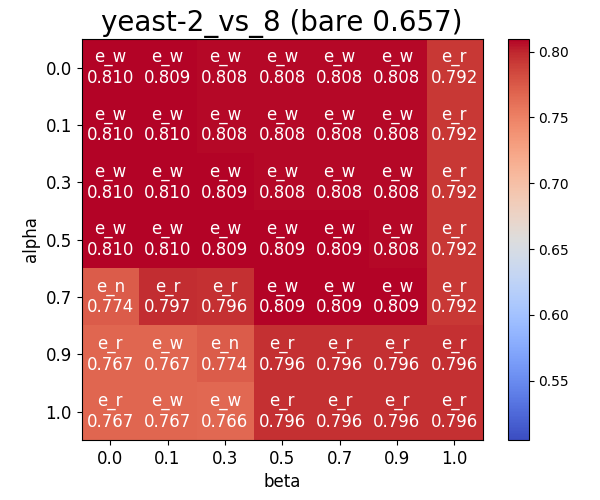 yeast-2_vs_8 (bare 0.657)
e_w e_w e_w e_w e_w e_w e_r
0.0 0.810 0.809 0.808 0.808 0.808 0.808 0.792 0.80
e_w e_w e_w e_w e_w e_w e_r
0.1 0.810 0.810 0.808 0.808 0.808 0.808 0.792 0.75
e_w e_w e_w e_w e_w e_w e_r
0.3 0.810 0.810 0.809 0.808 0.808 0.808 0.792 0.70
alpha
e_w e_w e_w e_w e_w e_w e_r
0.5 0.810 0.810 0.809 0.809 0.809 0.808 0.792 0.65
e_n e_r e_r e_w e_w e_w e_r
0.7 0.774 0.797 0.796 0.809 0.809 0.809 0.792 0.60
e_r e_w e_n e_r e_r e_r e_r
0.9 0.767 0.767 0.774 0.796 0.796 0.796 0.796 0.55
e_r e_w e_w e_r e_r e_r e_r
1.0 0.767 0.767 0.766 0.796 0.796 0.796 0.796
0.0 0.1 0.3 0.5 0.7 0.9 1.0
beta